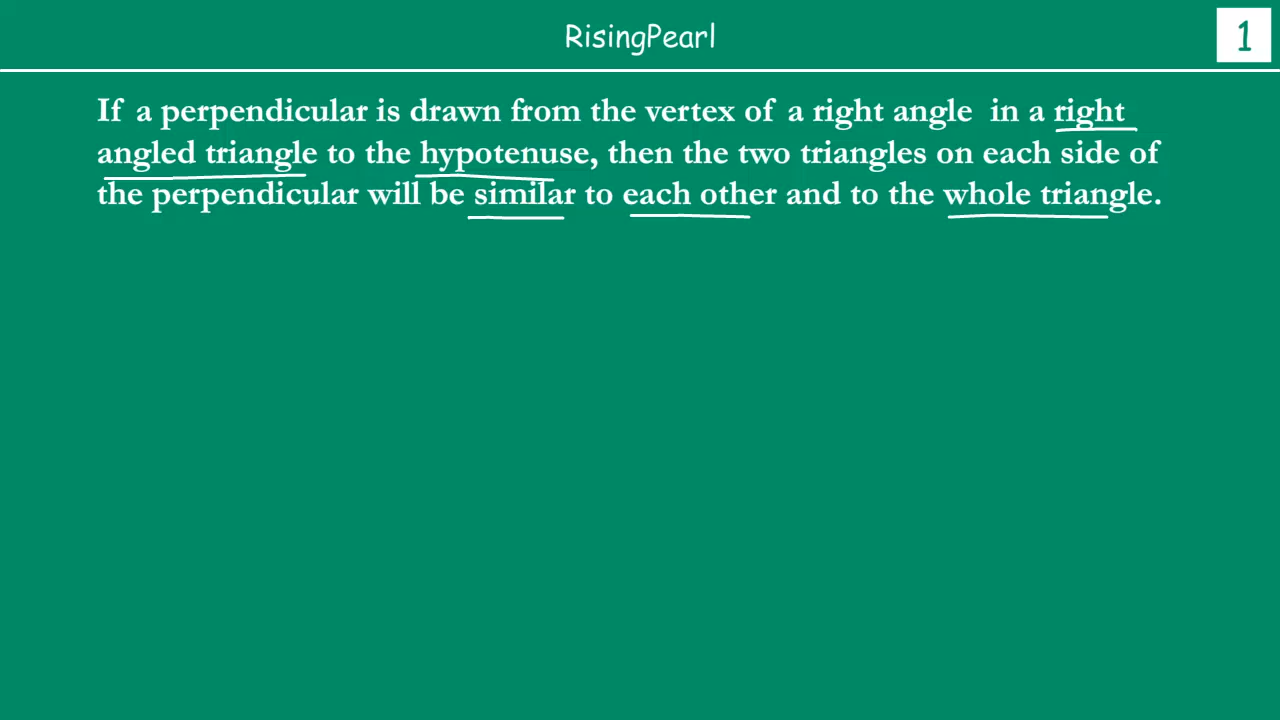 RisingPearl
1
If a perpendicular is drawn from the vertex of a right angle in a right
angled triangle to the hypotenuse, then the two triangles on each side of
the perpendicular will be similar to each other and to the whole triangle.